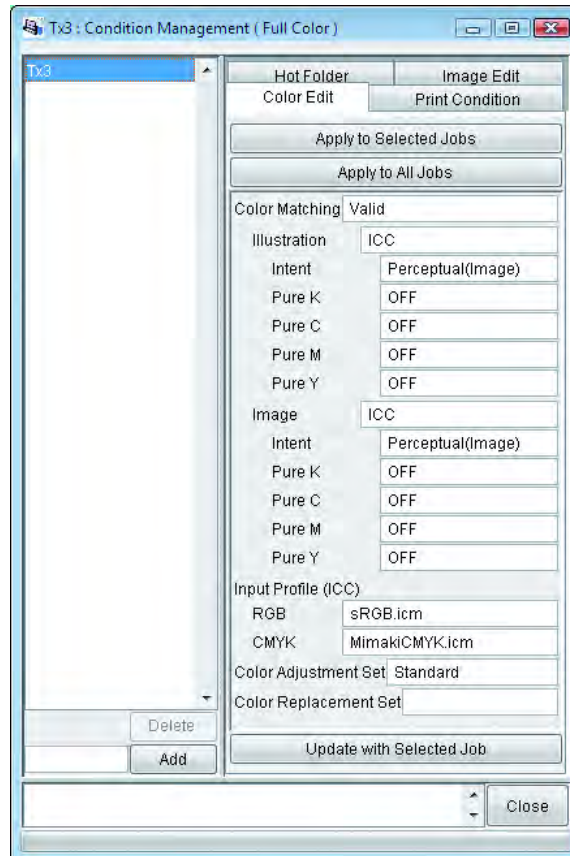 Tx3 : Condition Management ( Full Color )
Tx3
Hot Folder Image Edit
Color Edit Print Condition
Apply to Selected Jobs
Apply to All Jobs
Color Matching Valid
Illustration ICC
Intent Perceptual(Image)
Pure K OFF
Pure C OFF
Pure M OFF
Pure Y OFF
Image ICC
Intent Perceptual(Image)
Pure K OFF
Pure C OFF
Pure M OFF
Pure Y OFF
Input Profile (ICC)
RGB sRGB.icm
CMYK MimakiCMYK.icm
Color Adjustment Set Standard
Color Replacement Set
Delete
Add
Update with Selected Job
Close